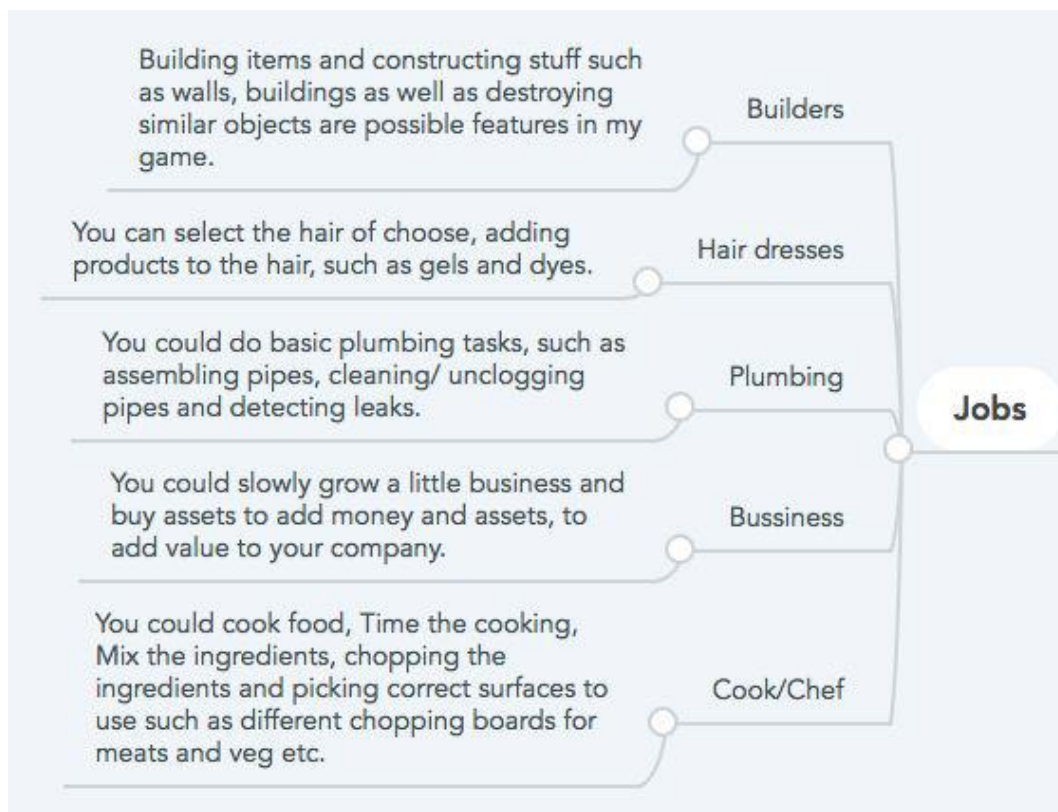 Building items and constructing stuff such
as walls, buildings as well as destroying
similar objects are possible features in my
game.
Builders
You can select the hair of choose, adding
products to the hair, such as gels and dyes.
Hair dresses
You could do basic plumbing tasks, such as
assembling pipes, cleaning/ unclogging
pipes and detecting leaks.
Plumbing
Jobs
You could slowly grow a little business and
buy assets to add money and assets, to
add value to your company.
Bussiness
You could cook food, Time the cooking,
Mix the ingredients, chopping the
ingredients and picking correct surfaces to
use such as different chopping boards for
meats and veg etc.
Cook/Chef